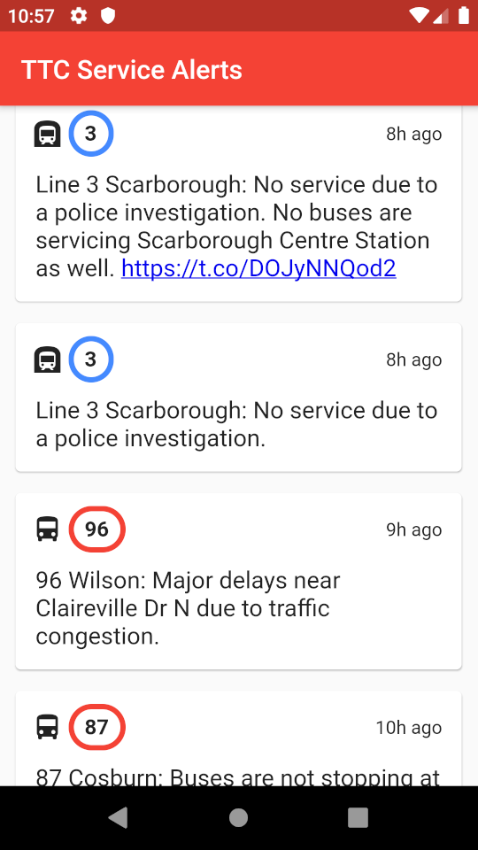 10:57
TTC Service Alerts
3
8h ago
Line 3 Scarborough: No service due to
a police investigation. No buses are
servicing Scarborough Centre Station
as well. https://t.co/DOJyNNQod2
3
8h ago
Line 3 Scarborough: No service due to
a police investigation.
96
9h ago
96 Wilson: Major delays near
Claireville Dr N due to traffic
congestion.
87
10h ago
87 Cosburn: Buses are not stopping at